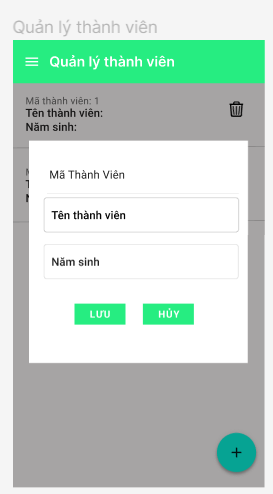 Quản lý thành viên
Quản lý thành viên
Mã thành viên: 1
Tên thành viên:
Năm sinh:
Mã Thành Viên
Tên thành viên
Năm sinh
LƯU
HỦY